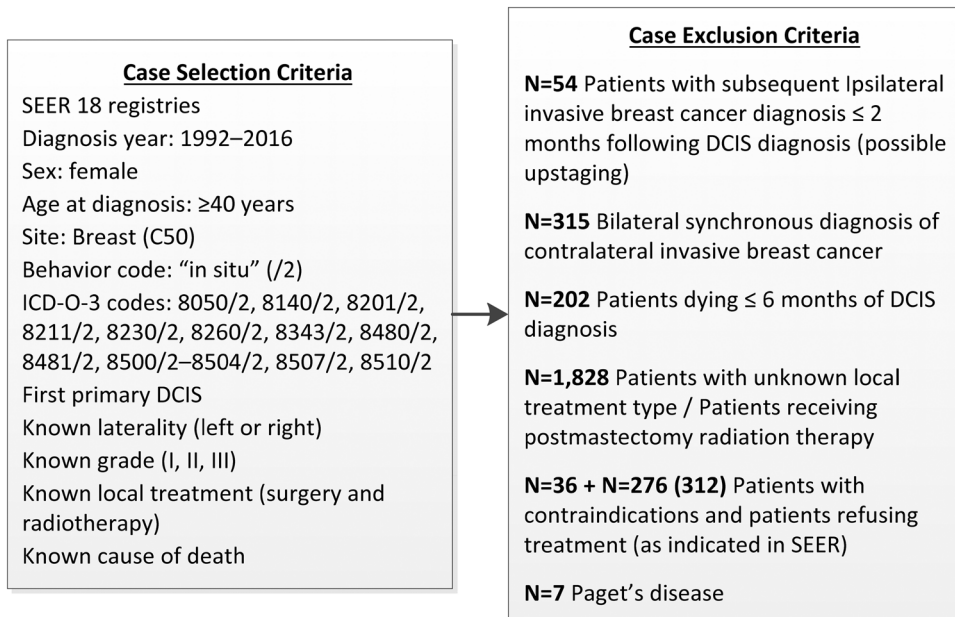 Case Selection Criteria
SEER 18 registries
Diagnosis year: 1992–2016
Sex: female
Age at diagnosis: ≥40 years
Site: Breast (C50)
Behavior code: “in situ” (/2)
ICD-O-3 codes: 8050/2, 8140/2, 8201/2,
8211/2, 8230/2, 8260/2, 8343/2, 8480/2,
8481/2, 8500/2–8504/2, 8507/2, 8510/2
First primary DCIS
Known laterality (left or right)
Known grade (I, II, III)
Known local treatment (surgery and
radiotherapy)
Known cause of death
Case Exclusion Criteria
N=54 Patients with subsequent Ipsilateral
invasive breast cancer diagnosis ≤ 2
months following DCIS diagnosis (possible
upstaging)
N=315 Bilateral synchronous diagnosis of
contralateral invasive breast cancer
N=202 Patients dying ≤ 6 months of DCIS
diagnosis
N=1,828 Patients with unknown local
treatment type / Patients receiving
postmastectomy radiation therapy
N=36 + N=276 (312) Patients with
contraindications and patients refusing
treatment (as indicated in SEER)
N=7 Paget’s disease